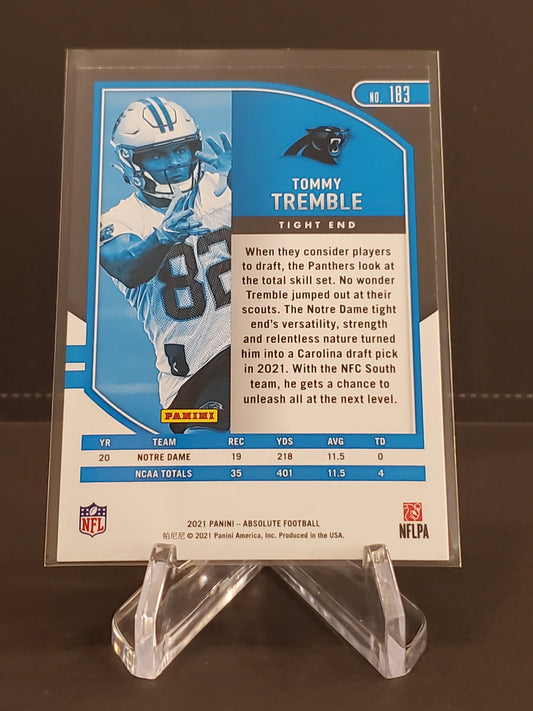 NO. 183
82
TOMMY
TREMBLE
TIGHT END
When they consider players
to draft, the Panthers look at
the total skill set. No wonder
Tremble jumped out at their
scouts. The Notre Dame tight
end's versatility, strength
and relentless nature turned
him into a Carolina draft pick
in 2021. With the NFC South
team, he gets a chance to
unleash all at the next level.
PANINI
YR TEAM REC YDS AVG TD
20 NOTRE DAME 19 218 11.5 0
NCAA TOTALS 35 401 11.5 4
NFL
2021 PANINI – ABSOLUTE FOOTBALL
帕尼尼 © 2021 Panini America, Inc. Produced in the USA.
NFLPA